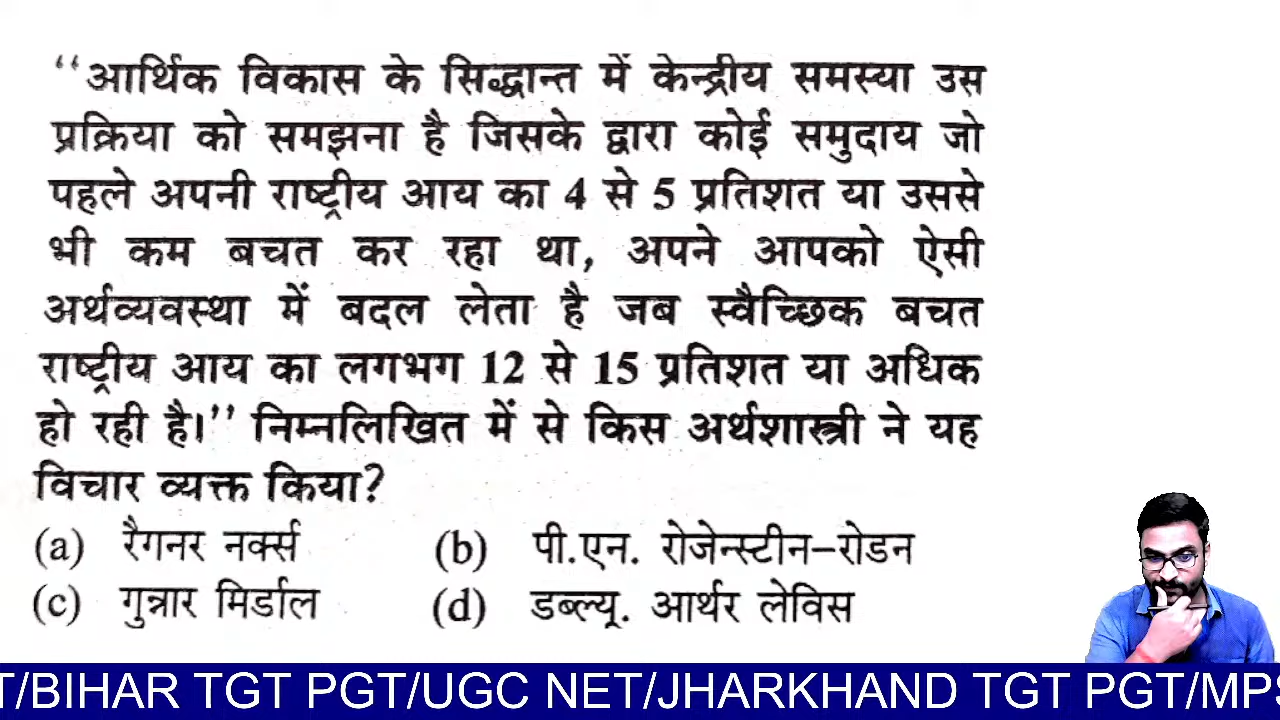 ‘‘आर्थिक विकास के सिद्धान्त में केन्द्रीय समस्या उस
प्रक्रिया को समझना है जिसके द्वारा कोई समुदाय जो
पहले अपनी राष्ट्रीय आय का 4 से 5 प्रतिशत या उससे
भी कम बचत कर रहा था, अपने आपको ऐसी
अर्थव्यवस्था में बदल लेता है जब स्वैच्छिक बचत
राष्ट्रीय आय का लगभग 12 से 15 प्रतिशत या अधिक
हो रही है।’’ निम्नलिखित में से किस अर्थशास्त्री ने यह
विचार व्यक्त किया?
(a) रैगनर नर्क्स (b) पी.एन. रोजेन्स्टीन–रोडन
(c) गुन्नार मिर्डाल (d) डब्ल्यू. आर्थर लेविस
T/BIHAR TGT PGT/UGC NET/JHARKHAND TGT PGT/MPS